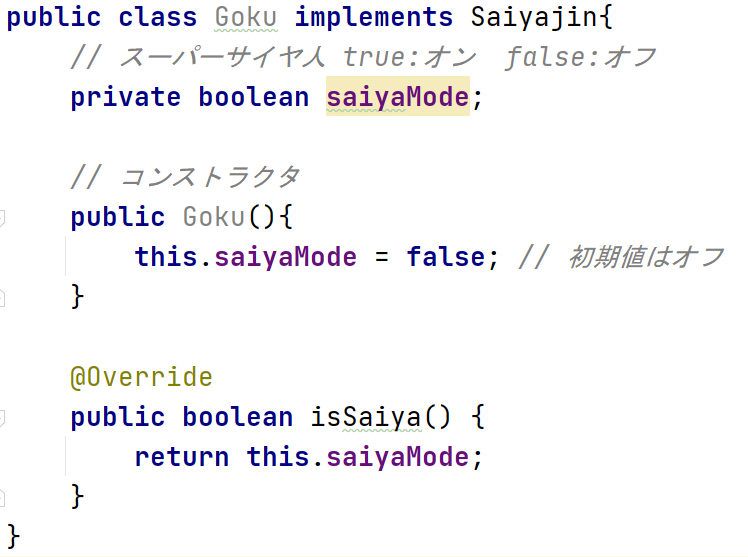 public class Goku implements Saiyajin{
// スーパーサイヤ人 true:オン false:オフ
private boolean saiyaMode;
// コンストラクタ
public Goku(){
this.saiyaMode = false; // 初期値はオフ
}
@Override
public boolean isSaiya() {
return this.saiyaMode;
}
}